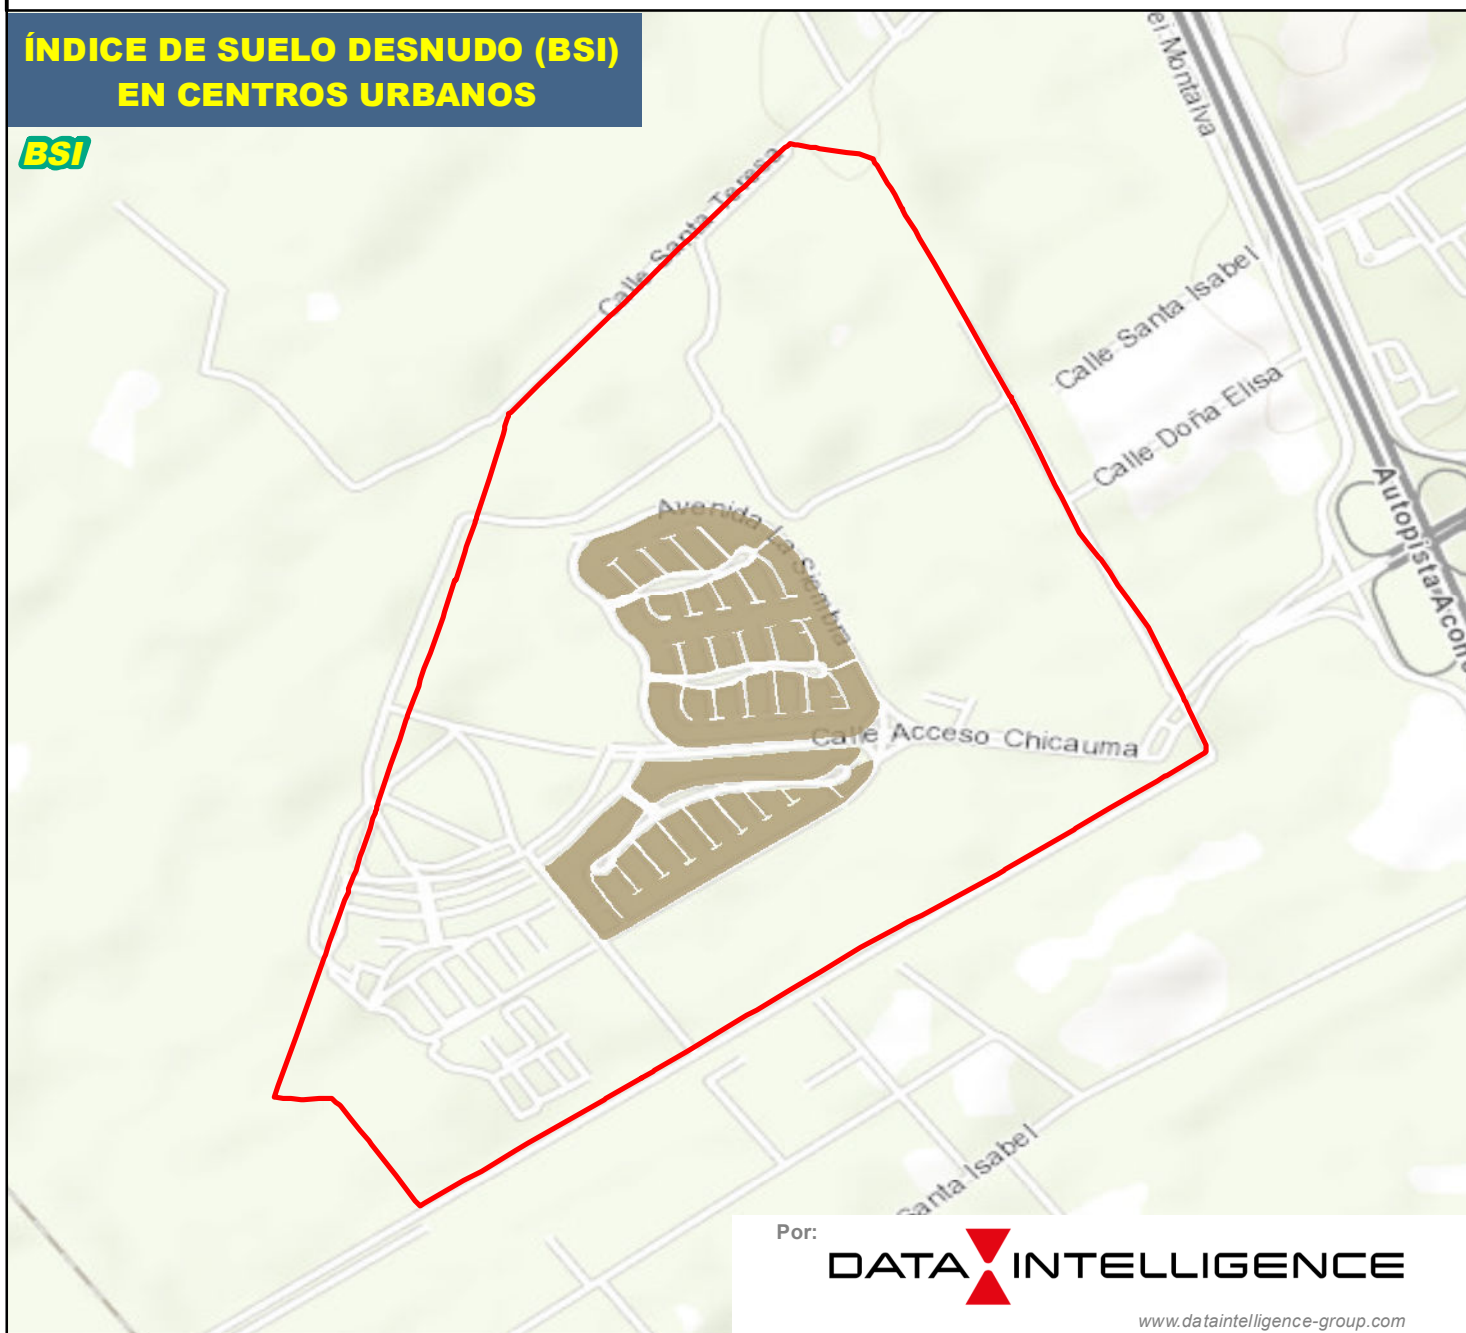 ÍNDICE DE SUELO DESNUDO (BSI)
EN CENTROS URBANOS
BSI
Calle Santa Teresa
Calle Santa Isabel
Calle Doña Elisa
Avenida La Siembra
Calle Acceso Chicauma
Santa Isabel
Por:
DATA INTELLIGENCE
www.dataintelligence-group.com